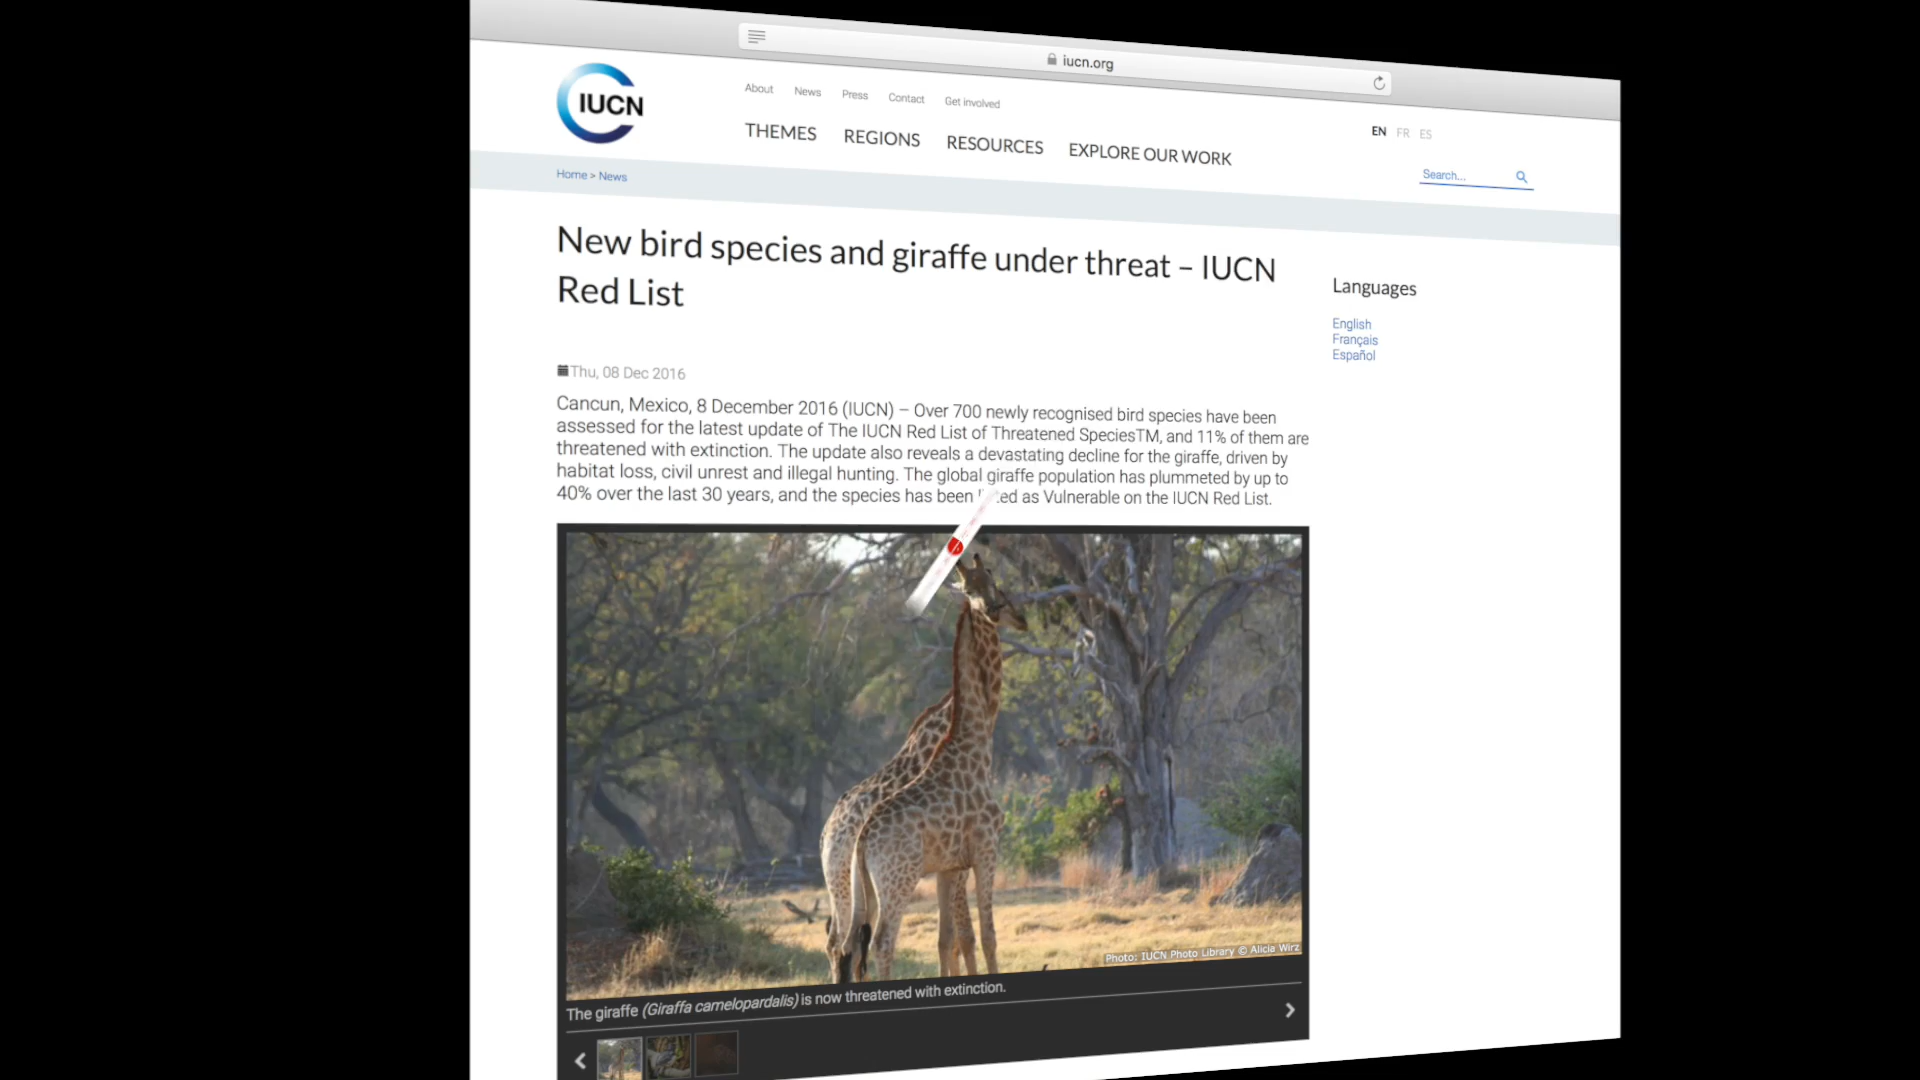 iucn.org
IUCN
About News Press Contact Get involved
THEMES REGIONS RESOURCES EXPLORE OUR WORK
EN FR ES
Search...
Home > News
New bird species and giraffe under threat – IUCN
Red List
Languages
English
Français
Español
Thu, 08 Dec 2016
Cancun, Mexico, 8 December 2016 (IUCN) – Over 700 newly recognised bird species have been
assessed for the latest update of The IUCN Red List of Threatened SpeciesTM, and 11% of them are
threatened with extinction. The update also reveals a devastating decline for the giraffe, driven by
habitat loss, civil unrest and illegal hunting. The global giraffe population has plummeted by up to
40% over the last 30 years, and the species has been as Vulnerable on the IUCN Red List.
Photo: IUCN Photo Library © Alicia Wirz
The giraffe (Giraffa camelopardalis) is now threatened with extinction.